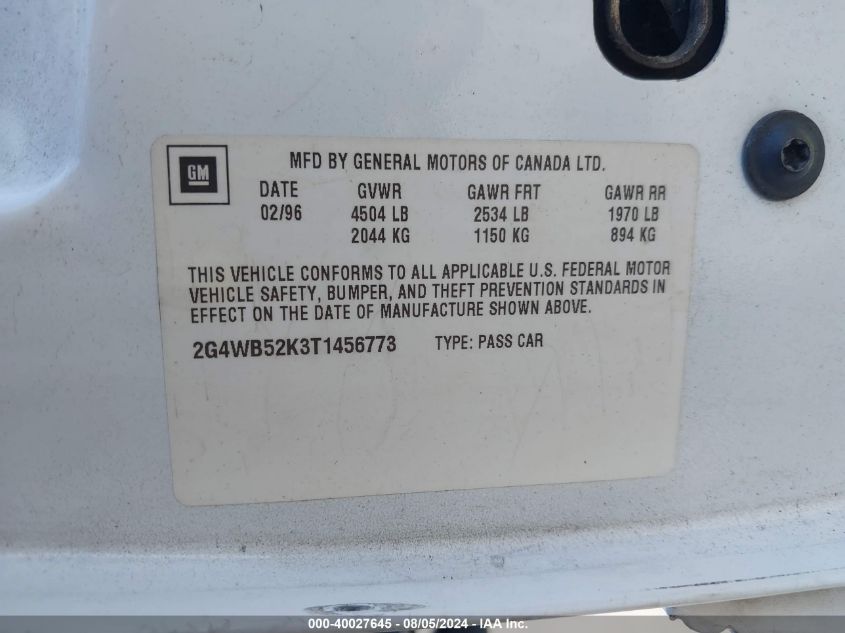 GM
MFD BY GENERAL MOTORS OF CANADA LTD.
DATE GVWR GAWR FRT GAWR RR
02/96 4504 LB 2534 LB 1970 LB
2044 KG 1150 KG 894 KG
THIS VEHICLE CONFORMS TO ALL APPLICABLE U.S. FEDERAL MOTOR
VEHICLE SAFETY, BUMPER, AND THEFT PREVENTION STANDARDS IN
EFFECT ON THE DATE OF MANUFACTURE SHOWN ABOVE.
2G4WB52K3T1456773 TYPE: PASS CAR
000-40027645 - 08/05/2024 - IAA Inc.